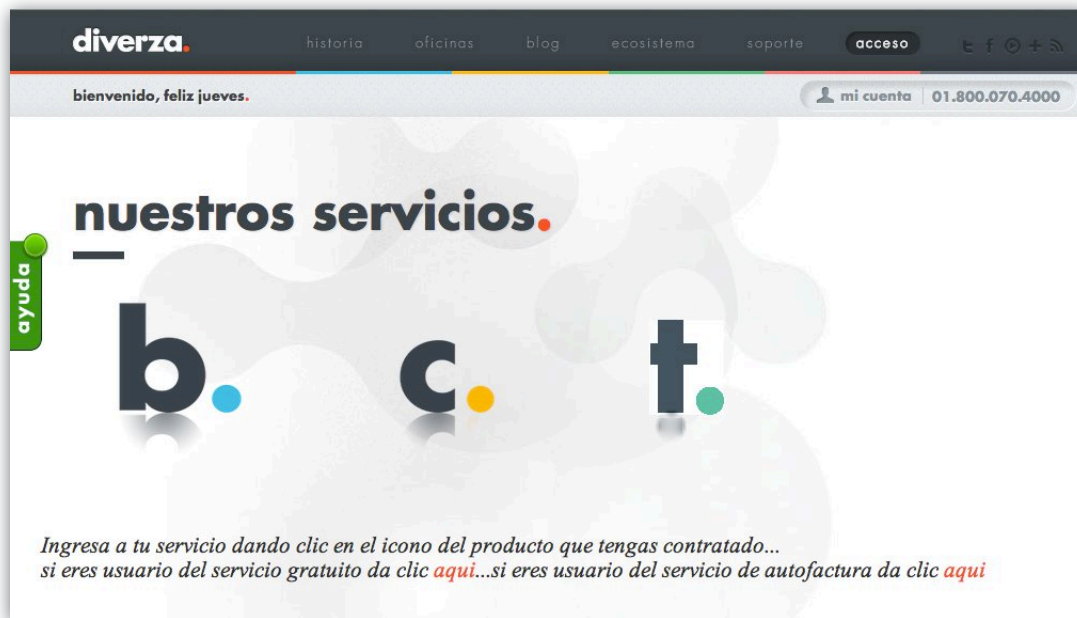 diverza.
historia oficinas blog ecosistema soporte acceso
bienvenido, feliz jueves.
mi cuenta 01.800.070.4000
nuestros servicios.
ayuda
b. c. t.
Ingresa a tu servicio dando clic en el icono del producto que tengas contratado...
si eres usuario del servicio gratuito da clic aqui...si eres usuario del servicio de autofactura da clic aqui